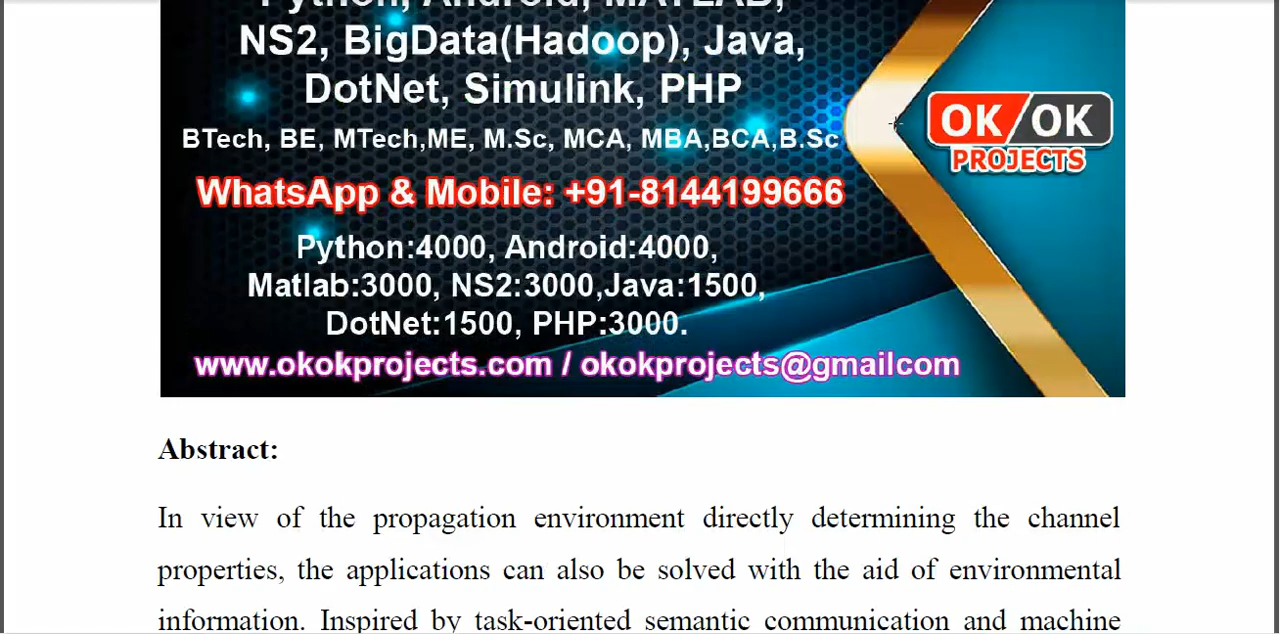 Python, Android, MATLAB,
NS2, BigData(Hadoop), Java,
DotNet, Simulink, PHP
BTech, BE, MTech,ME, M.Sc, MCA, MBA,BCA,B.Sc
OK/OK
PROJECTS
WhatsApp & Mobile: +91-8144199666
Python:4000, Android:4000,
Matlab:3000, NS2:3000,Java:1500,
DotNet:1500, PHP:3000.
www.okokprojects.com / okokprojects@gmailcom
Abstract:
In view of the propagation environment directly determining the channel
properties, the applications can also be solved with the aid of environmental
information. Inspired by task-oriented semantic communication and machine